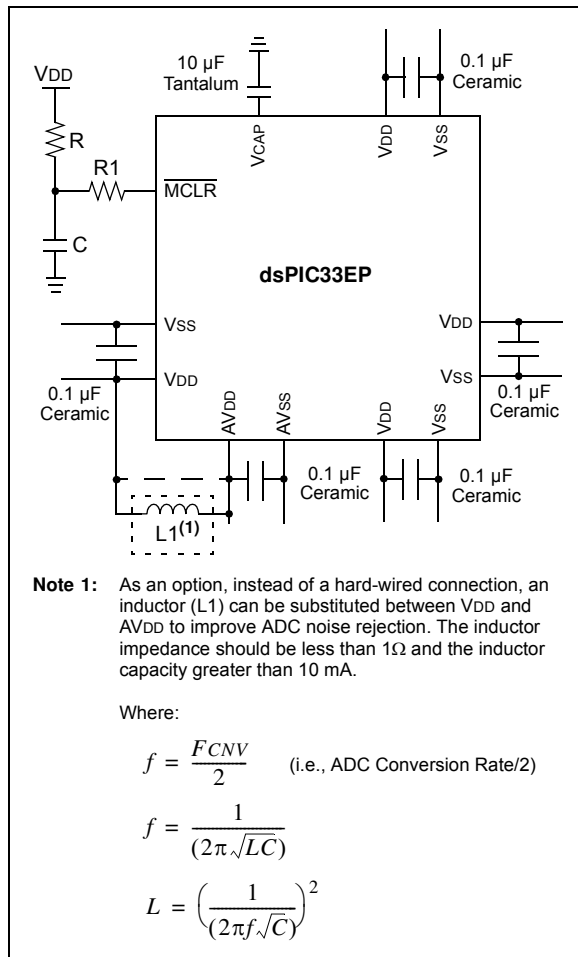 10 µF
Tantalum
0.1 µF
Ceramic
VDD
R
R1
C
VCAP
VDD
VSS
MCLR
dsPIC33EP
VSS
VDD
VDD
VSS
0.1 µF
Ceramic
0.1 µF
Ceramic
AVDD
AVSS
VDD
VSS
0.1 µF
Ceramic
0.1 µF
Ceramic
L1(1)
Note 1: As an option, instead of a hard-wired connection, an
inductor (L1) can be substituted between VDD and
AVDD to improve ADC noise rejection. The inductor
impedance should be less than 1Ω and the inductor
capacity greater than 10 mA.
Where:
f = FCNV / 2 (i.e., ADC Conversion Rate/2)
f = 1 / (2π√LC)
L = (1 / (2πf√C))²